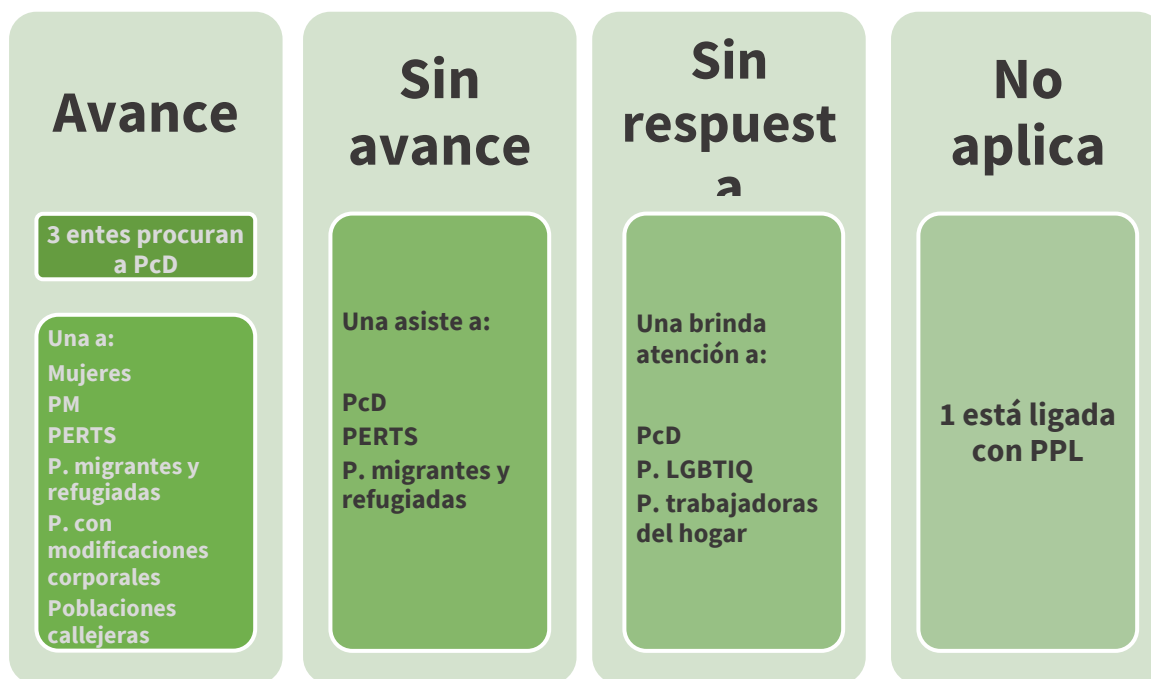 Avance
3 entes procuran
a PcD
Una a:
Mujeres
PM
PERTS
P. migrantes y
refugiadas
P. con
modificaciones
corporales
Poblaciones
callejeras
Sin
avance
Una asiste a:
PcD
PERTS
P. migrantes y
refugiadas
Sin
respuest
a
Una brinda
atención a:
PcD
P. LGBTIQ
P. trabajadoras
del hogar
No
aplica
1 está ligada
con PPL